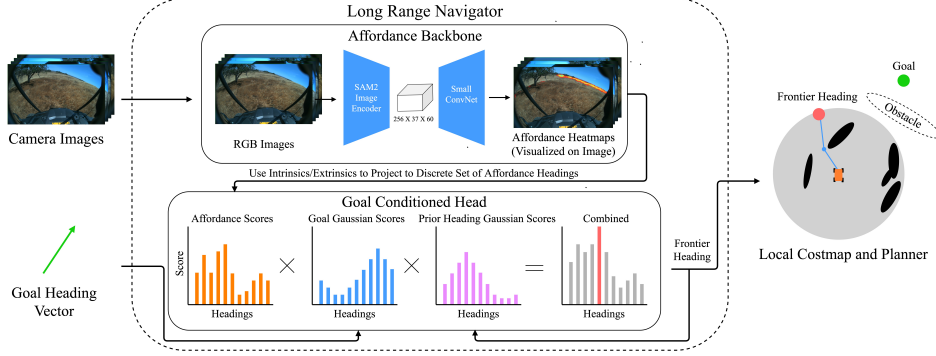 Long Range Navigator
Affordance Backbone
Camera Images
RGB Images
SAM2
Image
Encoder
256 X 37 X 60
Small
ConvNet
Affordance Heatmaps
(Visualized on Image)
Use Intrinsics/Extrinsics to Project to Discrete Set of Affordance Headings
Goal Conditioned Head
Affordance Scores
Goal Gaussian Scores
Prior Heading Gaussian Scores
Combined
Score
×
×
=
Headings
Headings
Headings
Headings
Goal Heading
Vector
Frontier
Heading
Goal
Frontier Heading
Obstacle
Local Costmap and Planner